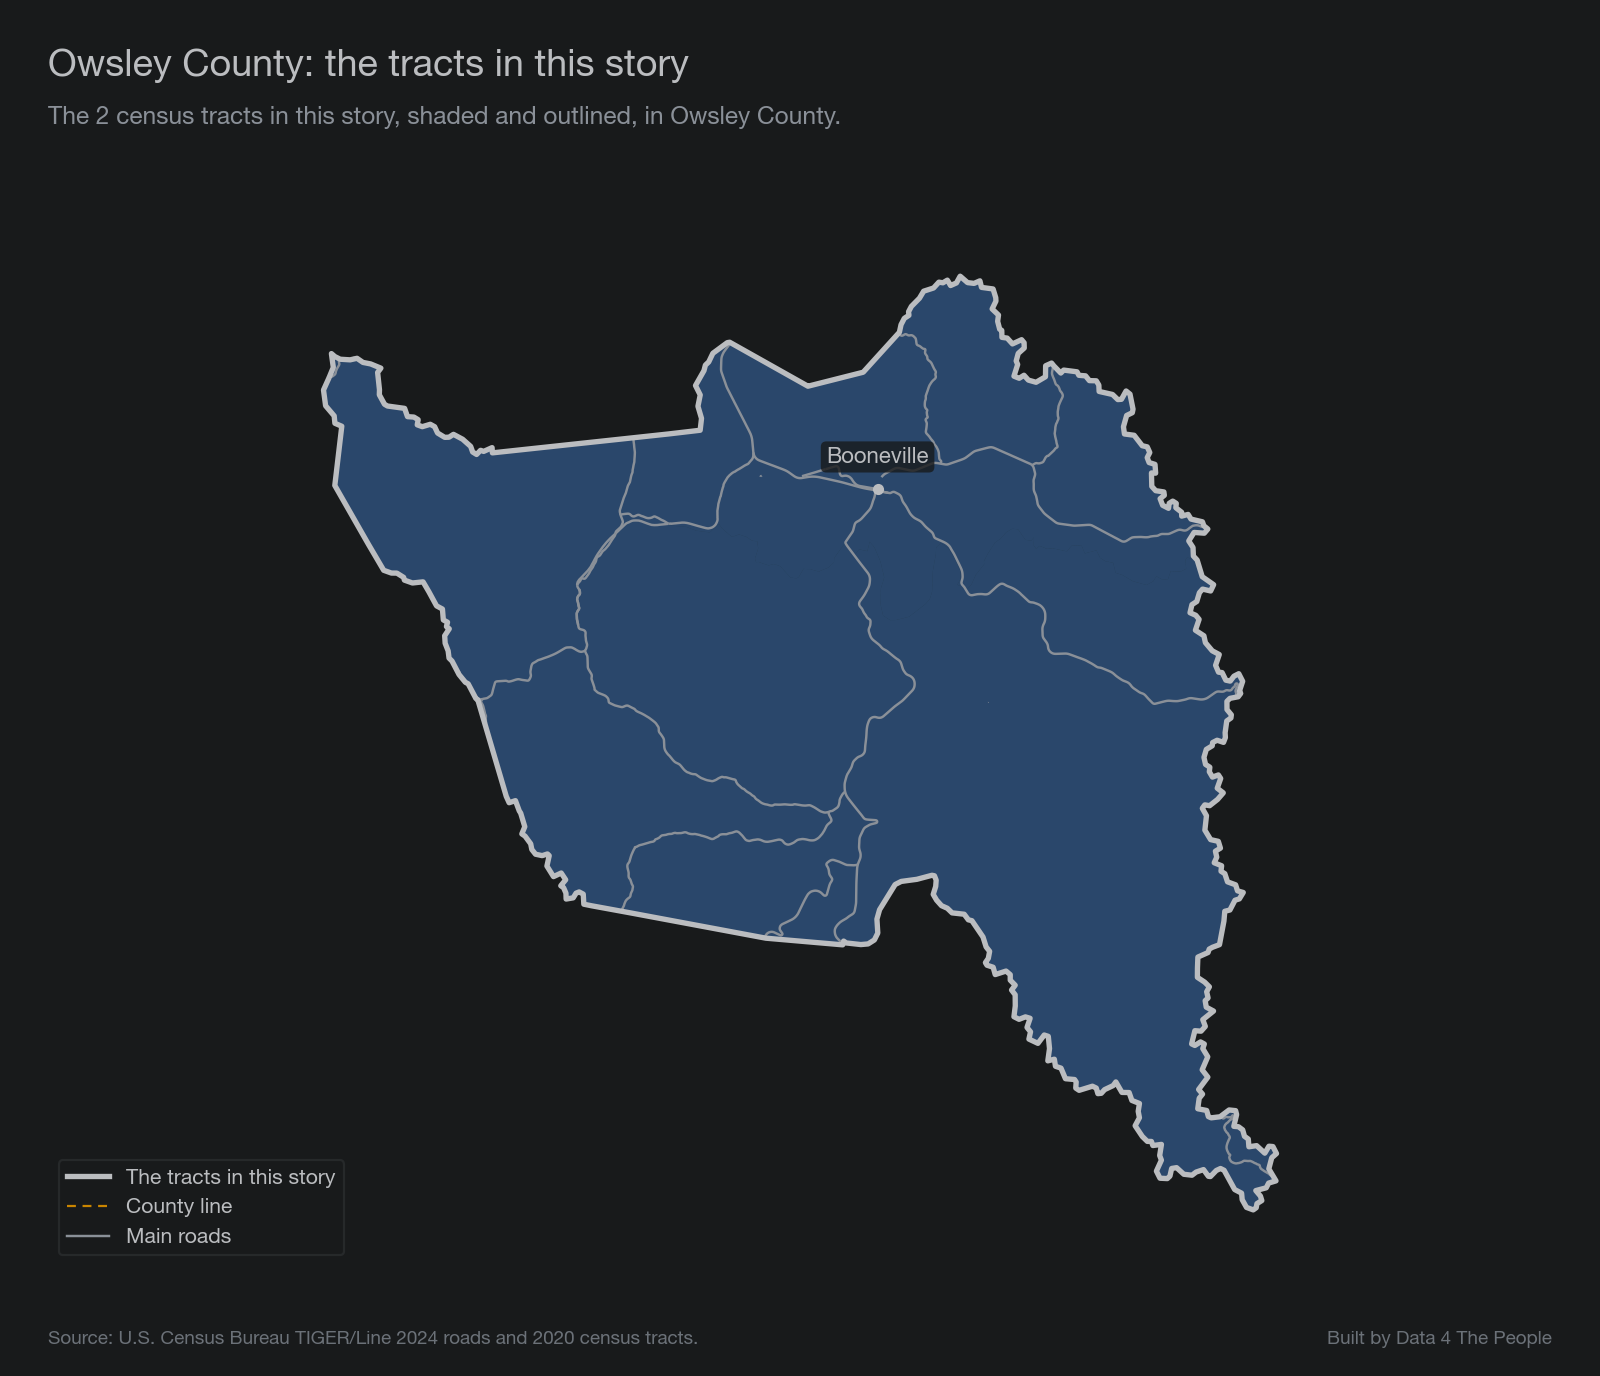 Owsley County: the tracts in this story
The 2 census tracts in this story, shaded and outlined, in Owsley County.
Booneville
The tracts in this story
County line
Main roads
Source: U.S. Census Bureau TIGER/Line 2024 roads and 2020 census tracts.
Built by Data 4 The People